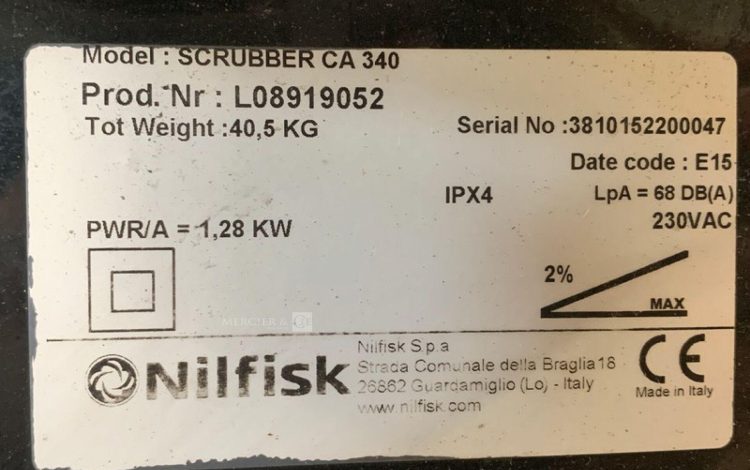 Model : SCRUBBER CA 340
Prod. Nr : L08919052
Tot Weight :40,5 KG
Serial No :3810152200047
Date code : E15
IPX4
LpA = 68 DB(A)
230VAC
PWR/A = 1,28 KW
2%
MAX
MERCIER &
Nilfisk
Nilfisk S.p.a
Strada Comunale della Braglia18
26862 Guardamiglio (Lo) - Italy
www.nilfisk.com
CE
Made in Italy